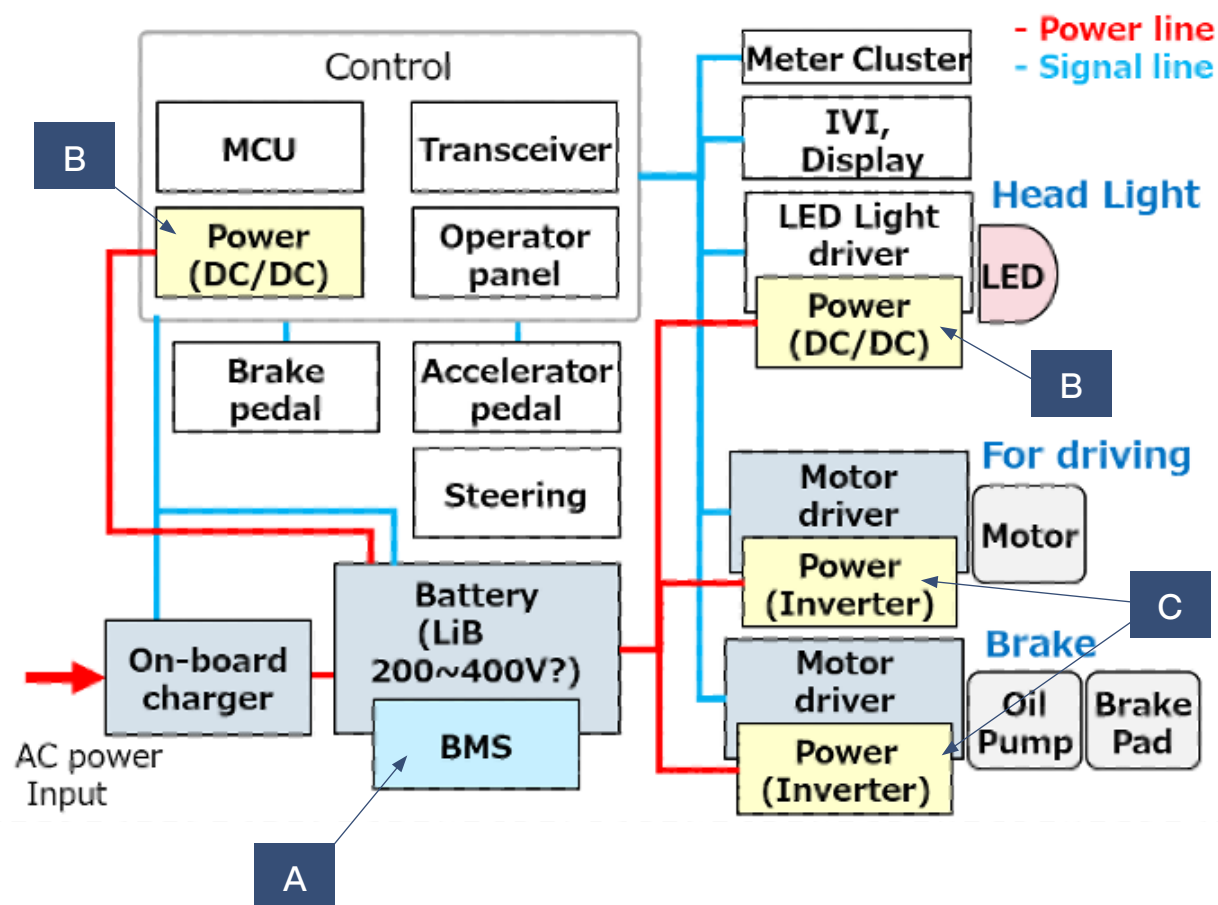 - Power line
- Signal line
Control
MCU
Transceiver
B
Power
(DC/DC)
Operator
panel
Brake
pedal
Accelerator
pedal
Steering
Battery
(LiB
200~400V?)
BMS
On-board
charger
AC power
Input
A
Meter Cluster
IVI,
Display
LED Light
driver
Power
(DC/DC)
Head Light
LED
B
For driving
Motor
driver
Power
(Inverter)
Motor
C
Brake
Motor
driver
Power
(Inverter)
Oil
Pump
Brake
Pad